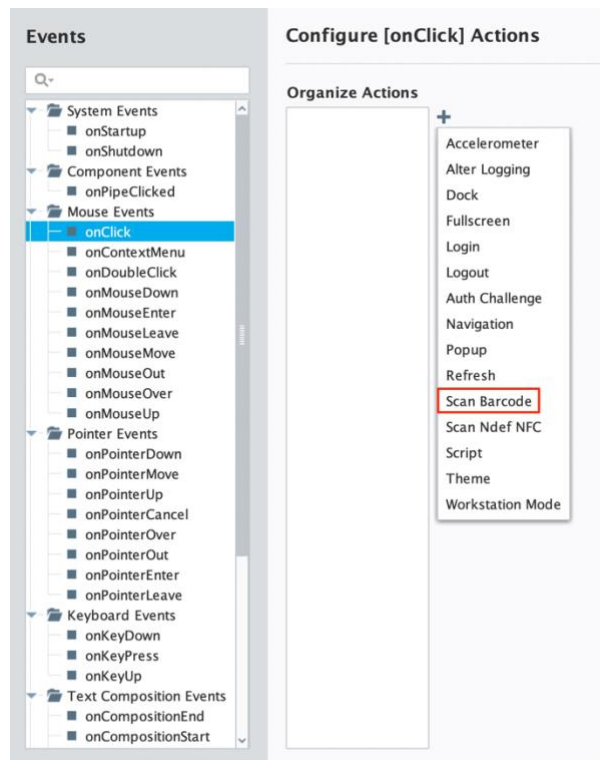 Events
System Events
onStartup
onShutdown
Component Events
onPipeClicked
Mouse Events
onClick
onContextMenu
onDoubleClick
onMouseDown
onMouseEnter
onMouseLeave
onMouseMove
onMouseOut
onMouseOver
onMouseUp
Pointer Events
onPointerDown
onPointerMove
onPointerUp
onPointerCancel
onPointerOver
onPointerOut
onPointerEnter
onPointerLeave
Keyboard Events
onKeyDown
onKeyPress
onKeyUp
Text Composition Events
onCompositionEnd
onCompositionStart
Configure [onClick] Actions
Organize Actions
Accelerometer
Alter Logging
Dock
Fullscreen
Login
Logout
Auth Challenge
Navigation
Popup
Refresh
Scan Barcode
Scan Ndef NFC
Script
Theme
Workstation Mode